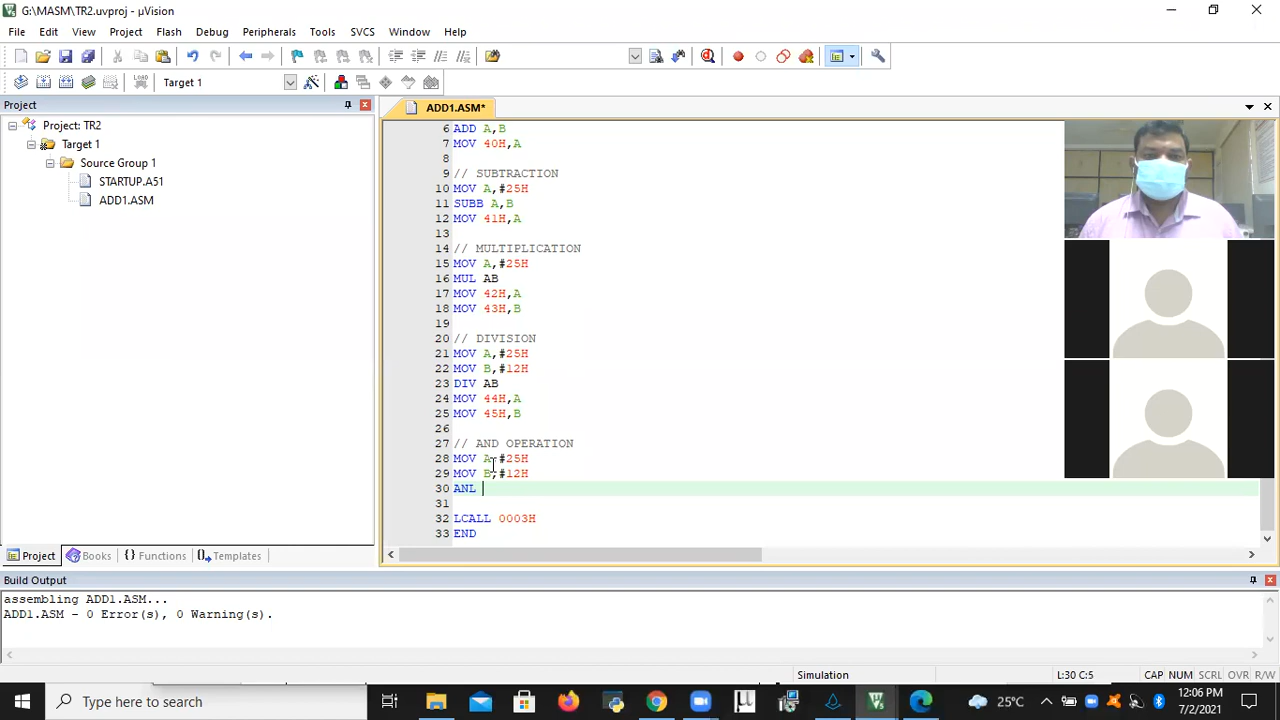 G:\MASM\TR2.uvproj - µVision
File Edit View Project Flash Debug Peripherals Tools SVCS Window Help
Target 1
Project
ADD1.ASM*
Project: TR2
Target 1
Source Group 1
STARTUP.A51
ADD1.ASM
6 ADD A,B
7 MOV 40H,A
8
9 // SUBTRACTION
10 MOV A,#25H
11 SUBB A,B
12 MOV 41H,A
13
14 // MULTIPLICATION
15 MOV A,#25H
16 MUL AB
17 MOV 42H,A
18 MOV 43H,B
19
20 // DIVISION
21 MOV A,#25H
22 MOV B,#12H
23 DIV AB
24 MOV 44H,A
25 MOV 45H,B
26
27 // AND OPERATION
28 MOV A,#25H
29 MOV B,#12H
30 ANL
31
32 LCALL 0003H
33 END
Project Books {} Functions Templates
Build Output
assembling ADD1.ASM...
ADD1.ASM - 0 Error(s), 0 Warning(s).
Simulation L:30 C:5 CAP NUM SCRL OVR R/W
Type here to search
25°C
12:06 PM
7/2/2021